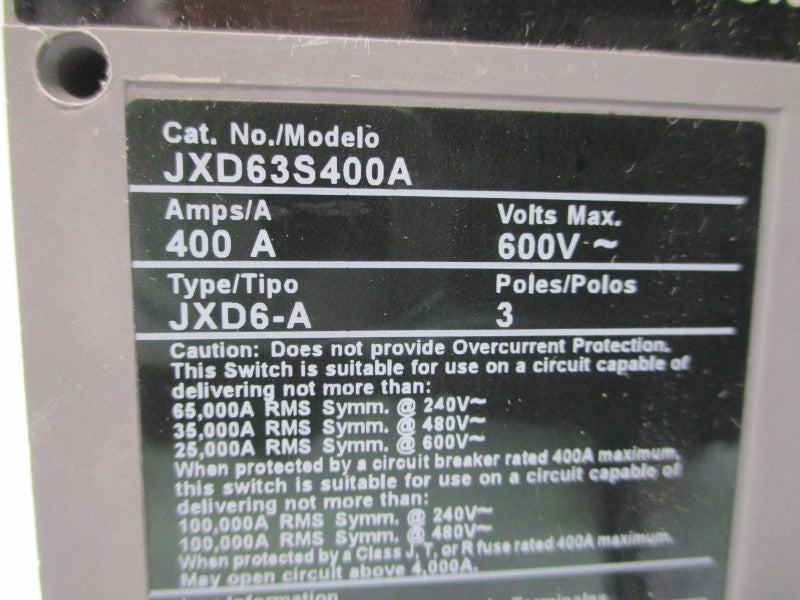 Cat. No./Modelo
JXD63S400A
Amps/A Volts Max.
400 A 600V ~
Type/Tipo Poles/Polos
JXD6-A 3
Caution: Does not provide Overcurrent Protection.
This Switch is suitable for use on a circuit capable of
delivering not more than:
65,000A RMS Symm. @ 240V~
35,000A RMS Symm. @ 480V~
25,000A RMS Symm. @ 600V~
When protected by a circuit breaker rated 400A maximum,
this switch is suitable for use on a circuit capable of
delivering not more than:
100,000A RMS Symm. @ 240V~
100,000A RMS Symm. @ 480V~
When protected by a Class J, T, or R fuse rated 400A maximum.
May open circuit above 4,000A.
Information Terminales